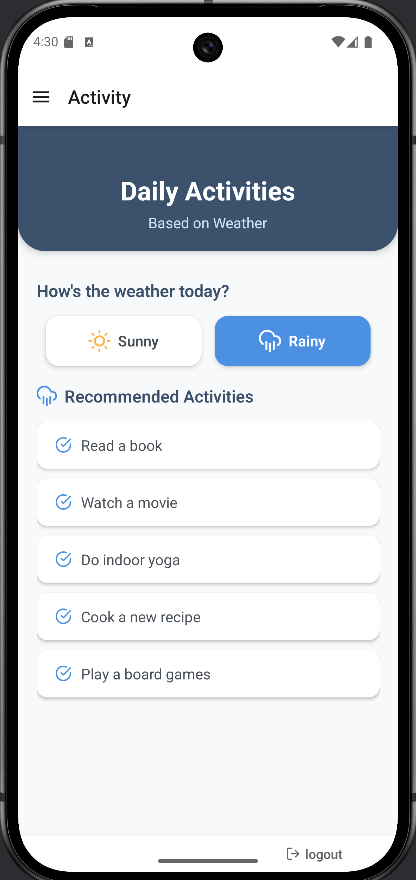 4:30
Activity
Daily Activities
Based on Weather
How's the weather today?
Sunny
Rainy
Recommended Activities
Read a book
Watch a movie
Do indoor yoga
Cook a new recipe
Play a board games
logout